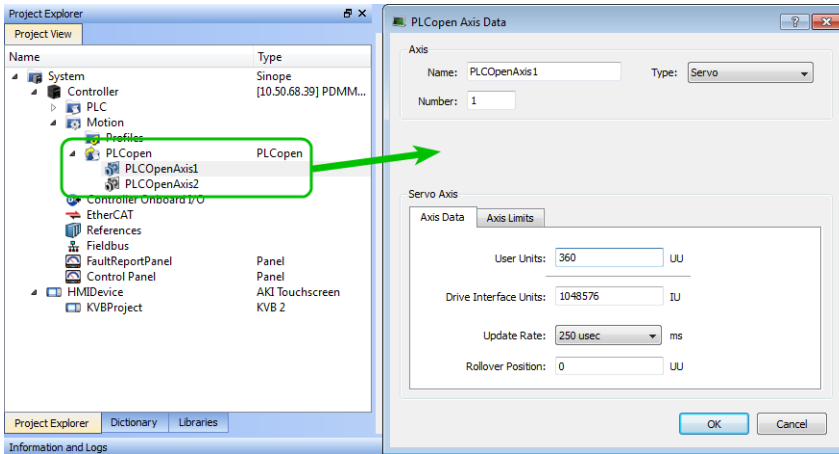 Project Explorer
Project View
Name Type
System Sinope
Controller [10.50.68.39] PDMM...
PLC
Motion
Profiles
PLCopen PLCopen
PLCOpenAxis1
PLCOpenAxis2
Controller Onboard I/O
EtherCAT
References
Fieldbus
FaultReportPanel Panel
Control Panel Panel
HMIDevice AKI Touchscreen
KVBProject KVB 2
Project Explorer Dictionary Libraries
Information and Logs
PLCopen Axis Data
Axis
Name: PLCOpenAxis1 Type: Servo
Number: 1
Servo Axis
Axis Data Axis Limits
User Units: 360 UU
Drive Interface Units: 1048576 IU
Update Rate: 250 usec ms
Rollover Position: 0 UU
OK Cancel